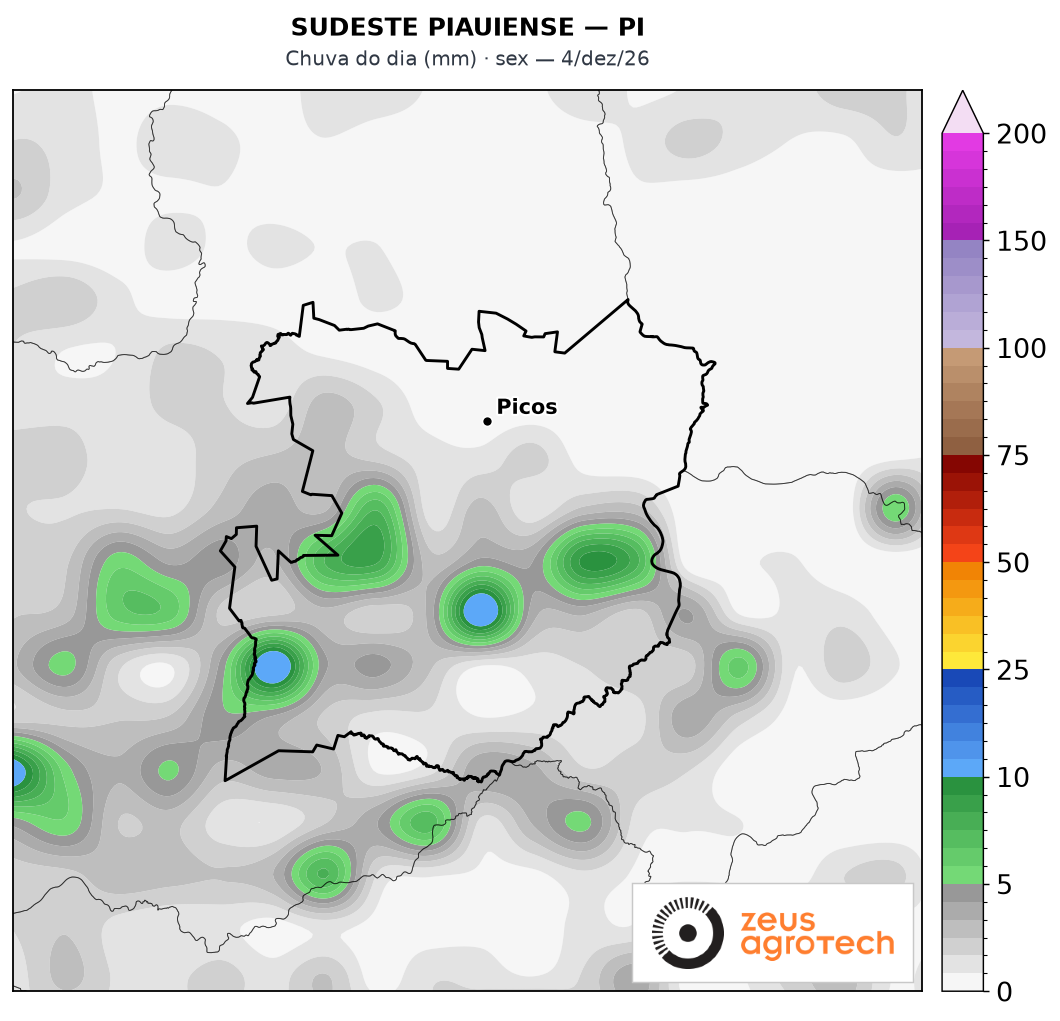 SUDESTE PIAUIENSE — PI
Chuva do dia (mm) · sex — 4/dez/26
Picos
200
150
100
75
50
25
10
5
0
zeus
agrotech